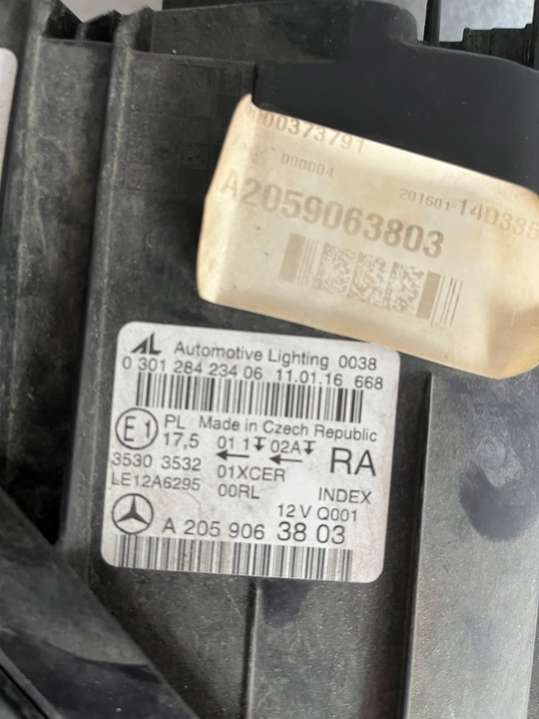 00373791
000004
201601 14D335
A2059063803
AL Automotive Lighting 0038
0 301 284 234 06 11.01.16 668
E1 PL Made in Czech Republic
17,5 01 1 02A
3530 3532 ← ← RA
LE12A6295 01XCER
00RL INDEX
12 V Q001
A 205 906 38 03